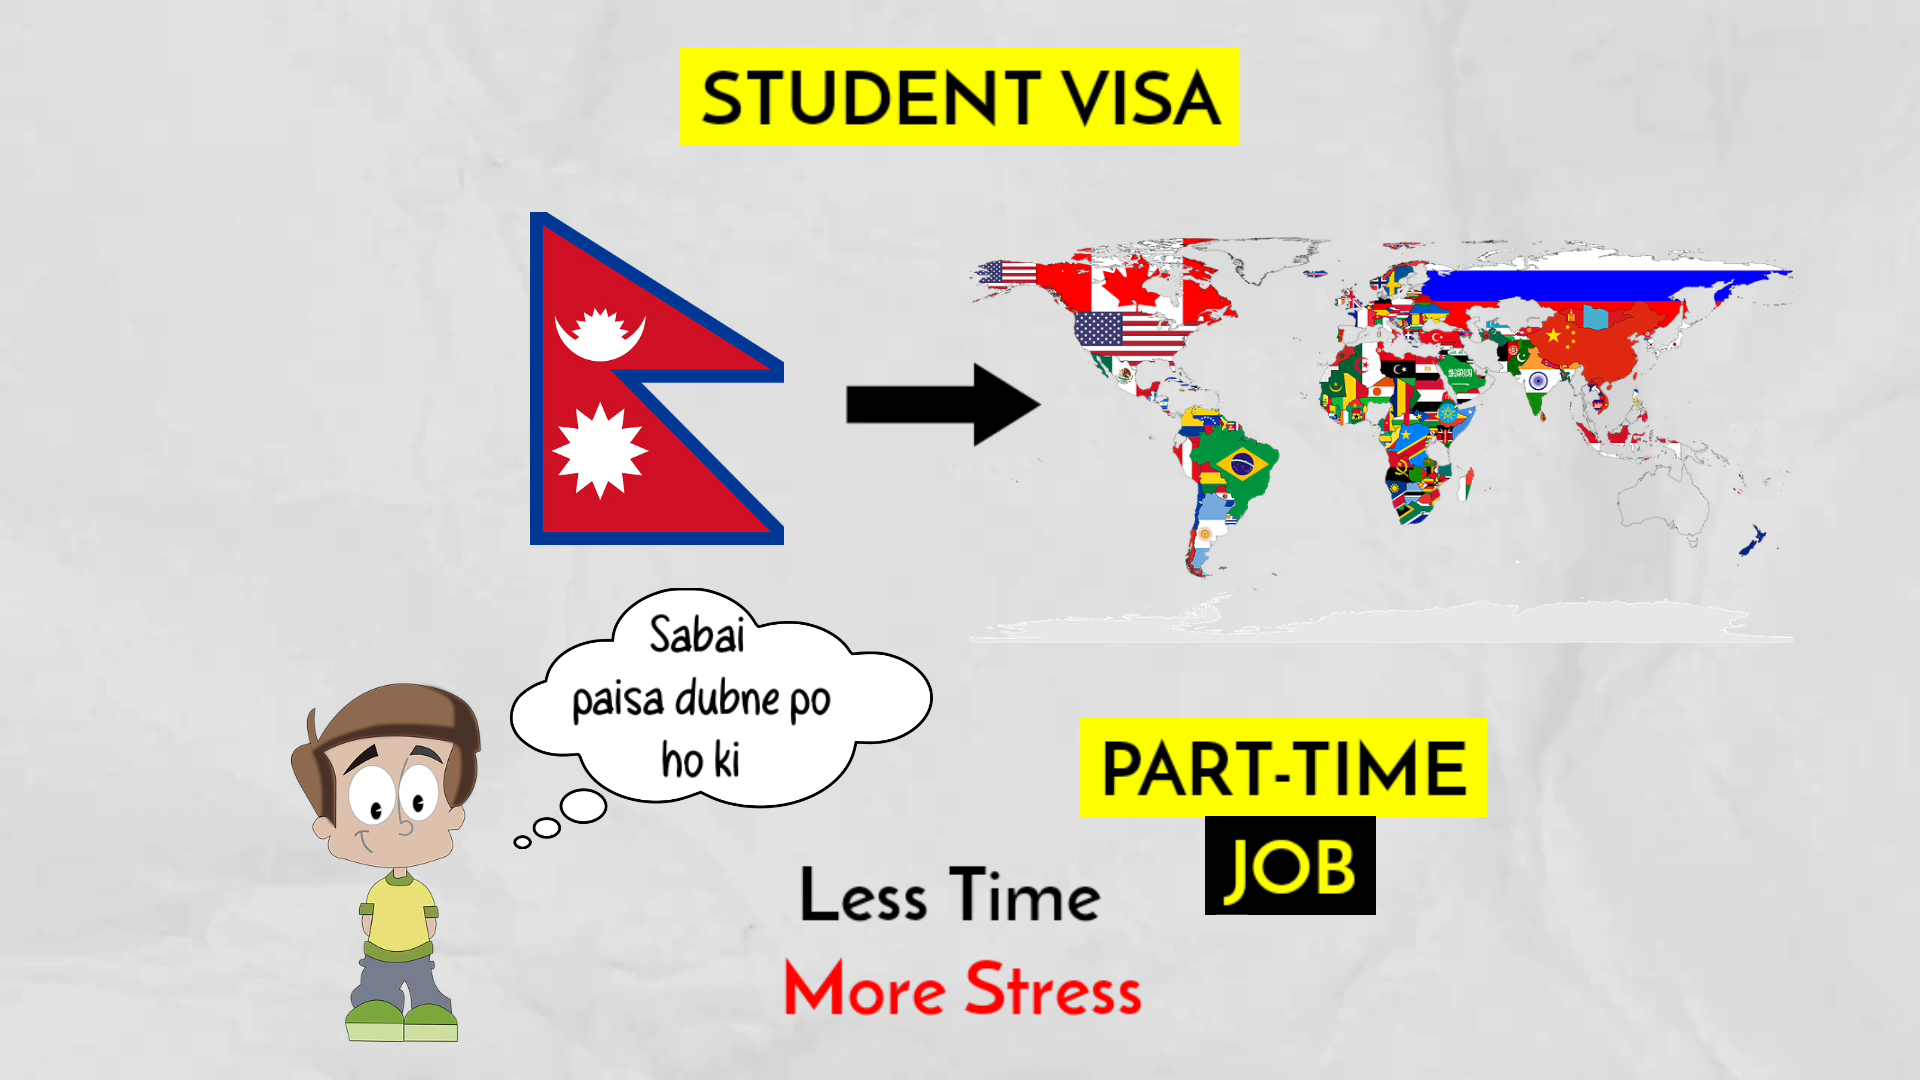 STUDENT VISA
Sabai
paisa dubne po
ho ki
PART-TIME
JOB
Less Time
More Stress